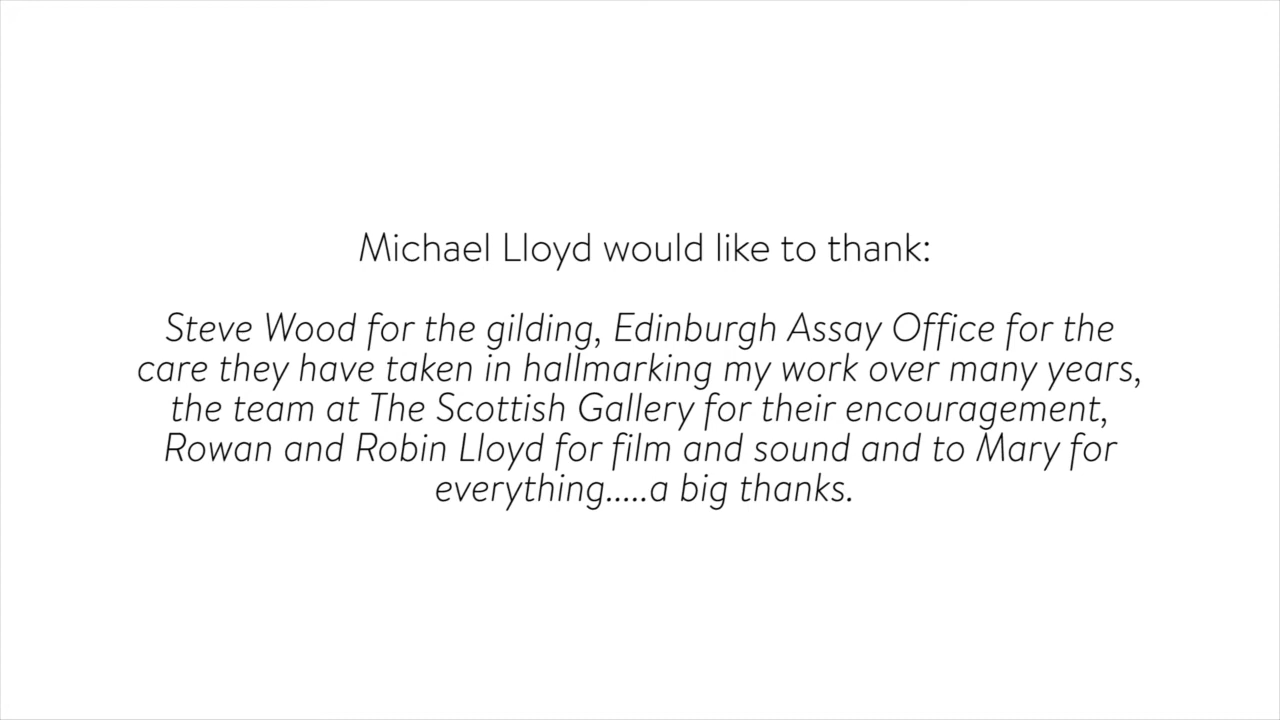 Michael Lloyd would like to thank:
Steve Wood for the gilding, Edinburgh Assay Office for the
care they have taken in hallmarking my work over many years,
the team at The Scottish Gallery for their encouragement,
Rowan and Robin Lloyd for film and sound and to Mary for
everything.....a big thanks.